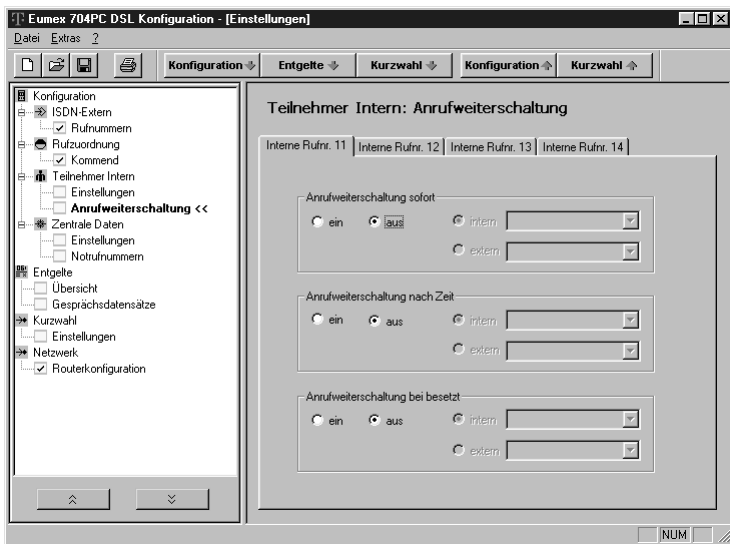 Eumex 704PC DSL Konfiguration - [Einstellungen]
Datei Extras ?
Konfiguration Entgelte Kurzwahl Konfiguration Kurzwahl
Konfiguration
ISDN-Extern
Rufnummern
Rufzuordnung
Kommend
Teilnehmer Intern
Einstellungen
Anrufweiterschaltung <<
Zentrale Daten
Einstellungen
Notrufnummern
Entgelte
Übersicht
Gesprächsdatensätze
Kurzwahl
Einstellungen
Netzwerk
Routerkonfiguration
Teilnehmer Intern: Anrufweiterschaltung
Interne Rufnr. 11 Interne Rufnr. 12 Interne Rufnr. 13 Interne Rufnr. 14
Anrufweiterschaltung sofort
ein aus intern
extern
Anrufweiterschaltung nach Zeit
ein aus intern
extern
Anrufweiterschaltung bei besetzt
ein aus intern
extern
NUM